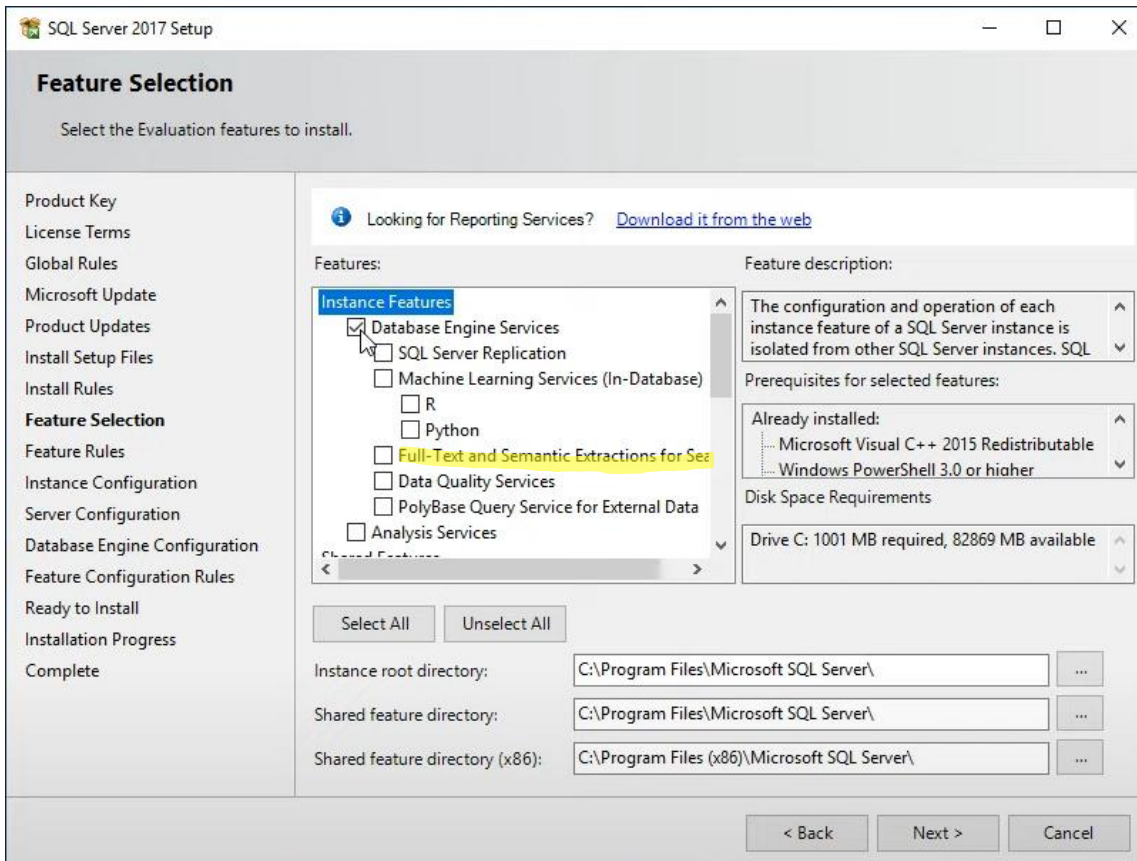 SQL Server 2017 Setup
Feature Selection
Select the Evaluation features to install.
Product Key
License Terms
Global Rules
Microsoft Update
Product Updates
Install Setup Files
Install Rules
Feature Selection
Feature Rules
Instance Configuration
Server Configuration
Database Engine Configuration
Feature Configuration Rules
Ready to Install
Installation Progress
Complete
Looking for Reporting Services? Download it from the web
Features:
Instance Features
Database Engine Services
SQL Server Replication
Machine Learning Services (In-Database)
R
Python
Full-Text and Semantic Extractions for Sea
Data Quality Services
PolyBase Query Service for External Data
Analysis Services
Shared Features
Feature description:
The configuration and operation of each
instance feature of a SQL Server instance is
isolated from other SQL Server instances. SQL
Prerequisites for selected features:
Already installed:
Microsoft Visual C++ 2015 Redistributable
Windows PowerShell 3.0 or higher
Disk Space Requirements
Drive C: 1001 MB required, 82869 MB available
Select All
Unselect All
Instance root directory:
C:\Program Files\Microsoft SQL Server\
...
Shared feature directory:
C:\Program Files\Microsoft SQL Server\
...
Shared feature directory (x86):
C:\Program Files (x86)\Microsoft SQL Server\
...
< Back
Next >
Cancel